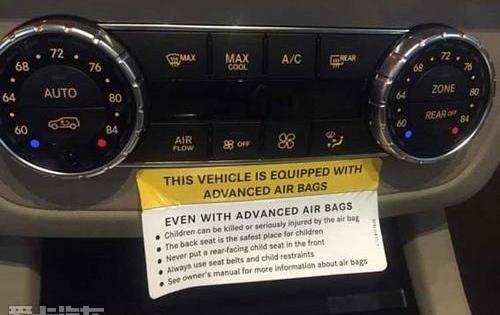 72
68
76
64
AUTO
80
60
84
MAX
MAX
COOL
A/C
REAR
AIR
FLOW
OFF
72
68
76
64
ZONE
80
REAR OFF
60
84
THIS VEHICLE IS EQUIPPED WITH
ADVANCED AIR BAGS
EVEN WITH ADVANCED AIR BAGS
• Children can be killed or seriously injured by the air bag
• The back seat is the safest place for children
• Never put a rear-facing child seat in the front
• Always use seat belts and child restraints
• See owner's manual for more information about air bags
爱卡汽车